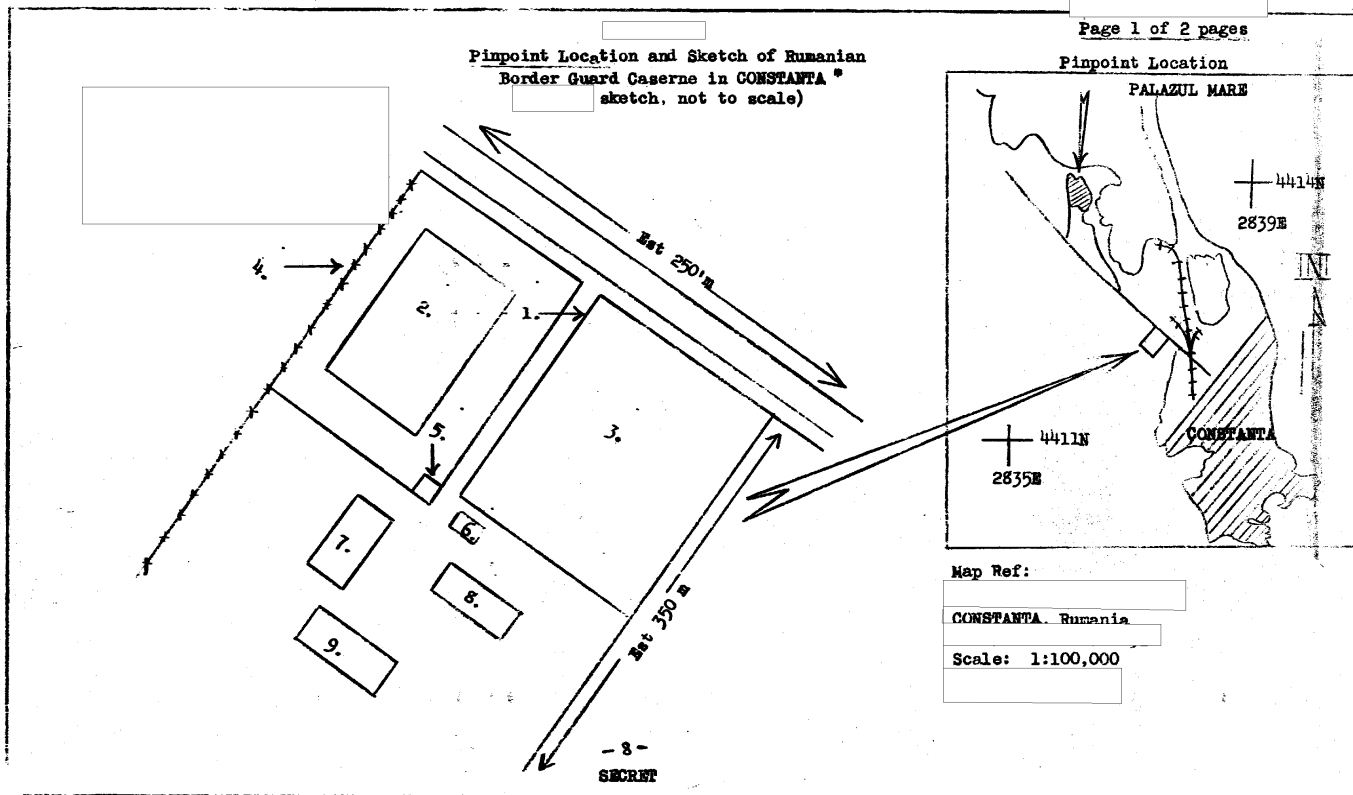 Page 1 of 2 pages
Pinpoint Location and Sketch of Rumanian
Border Guard Caserne in CONSTANTA *
sketch, not to scale)
Pinpoint Location
PALAZUL MARE
4414N
2839E
N
Est 250'm
4.
2.
1.
3.
5.
6.
7.
8.
9.
Est 350 m
4411N
2835E
CONSTANTA
Map Ref:
CONSTANTA, Rumania
Scale: 1:100,000
- 8 -
SECRET